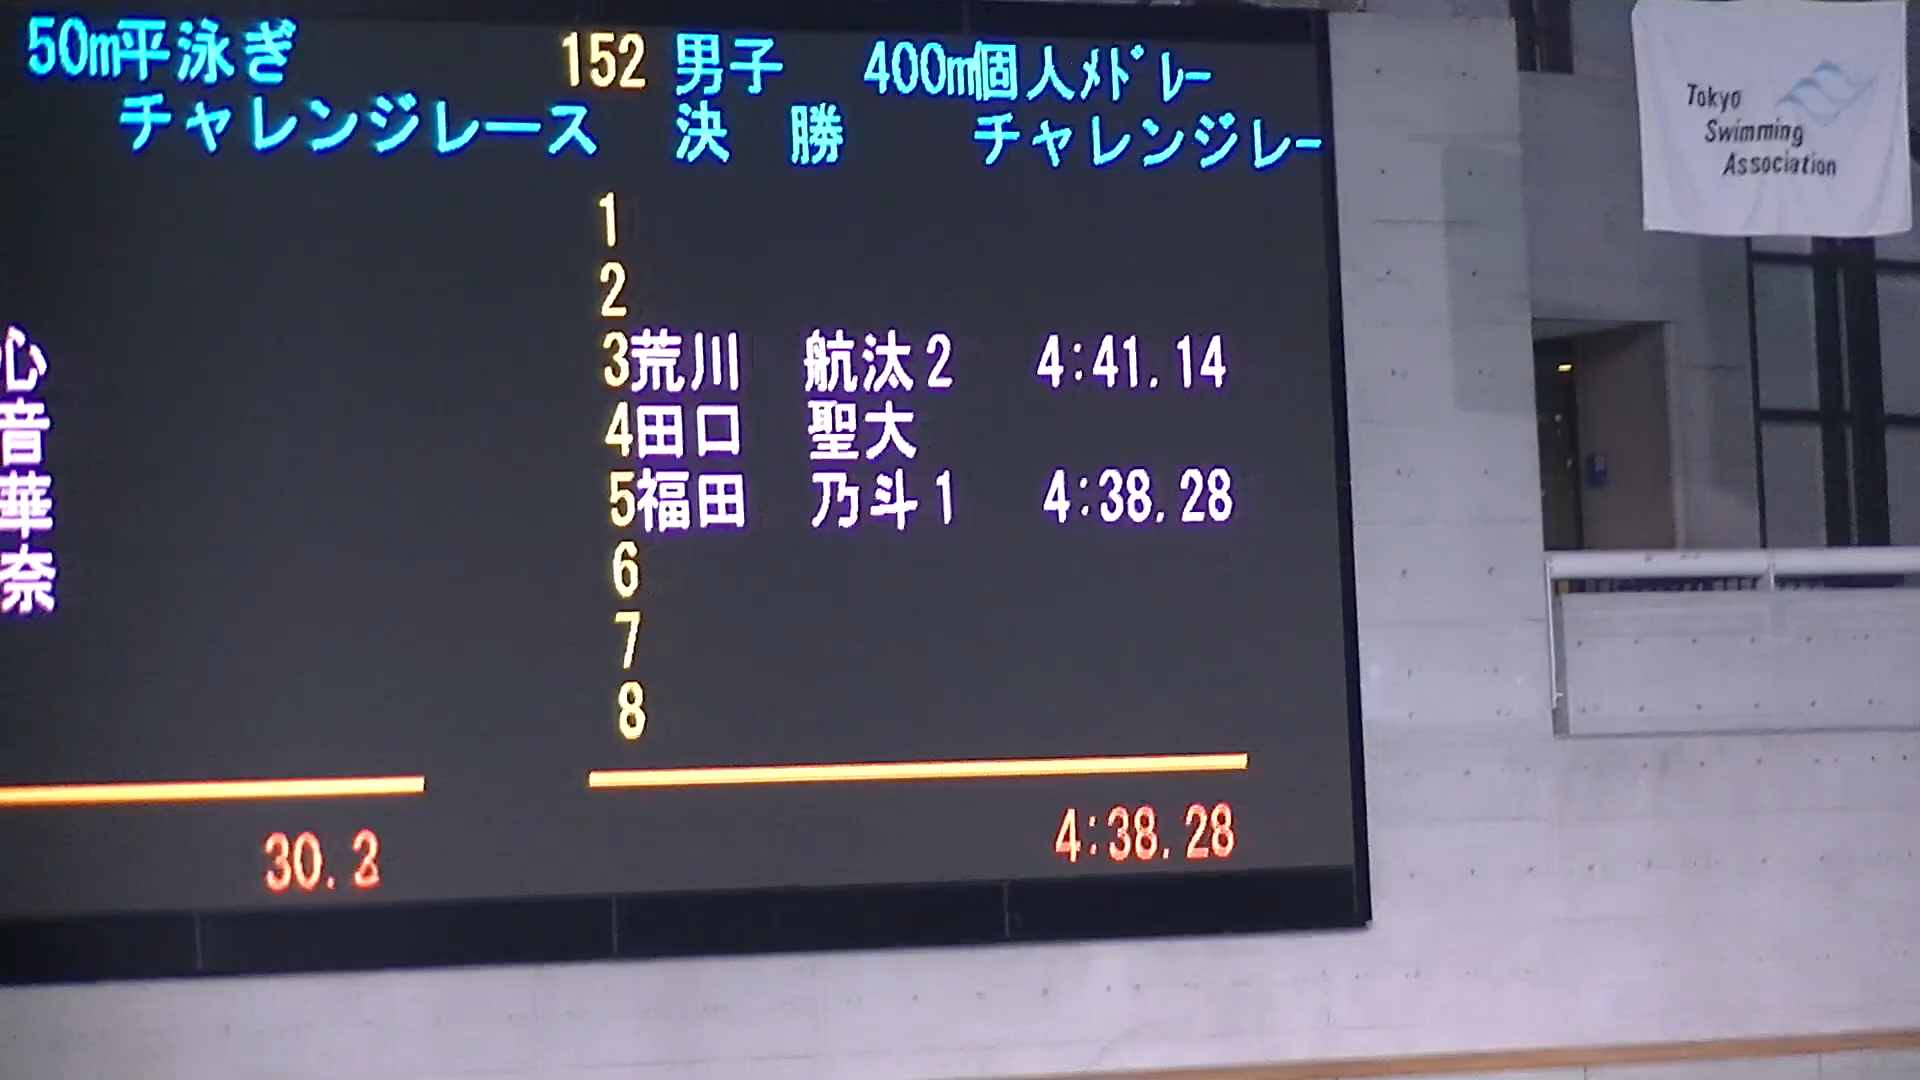 50m平泳ぎ
チャレンジレース
心
音
華
奈
30.
152 男子 400m個人ﾒﾄﾞﾚｰ
決 勝 チャレンジレー
1
2
3荒川 航汰2 4:41.14
4田口 聖大
5福田 乃斗1 4:38.28
6
7
8
4:38.28
Tokyo
Swimming
Association